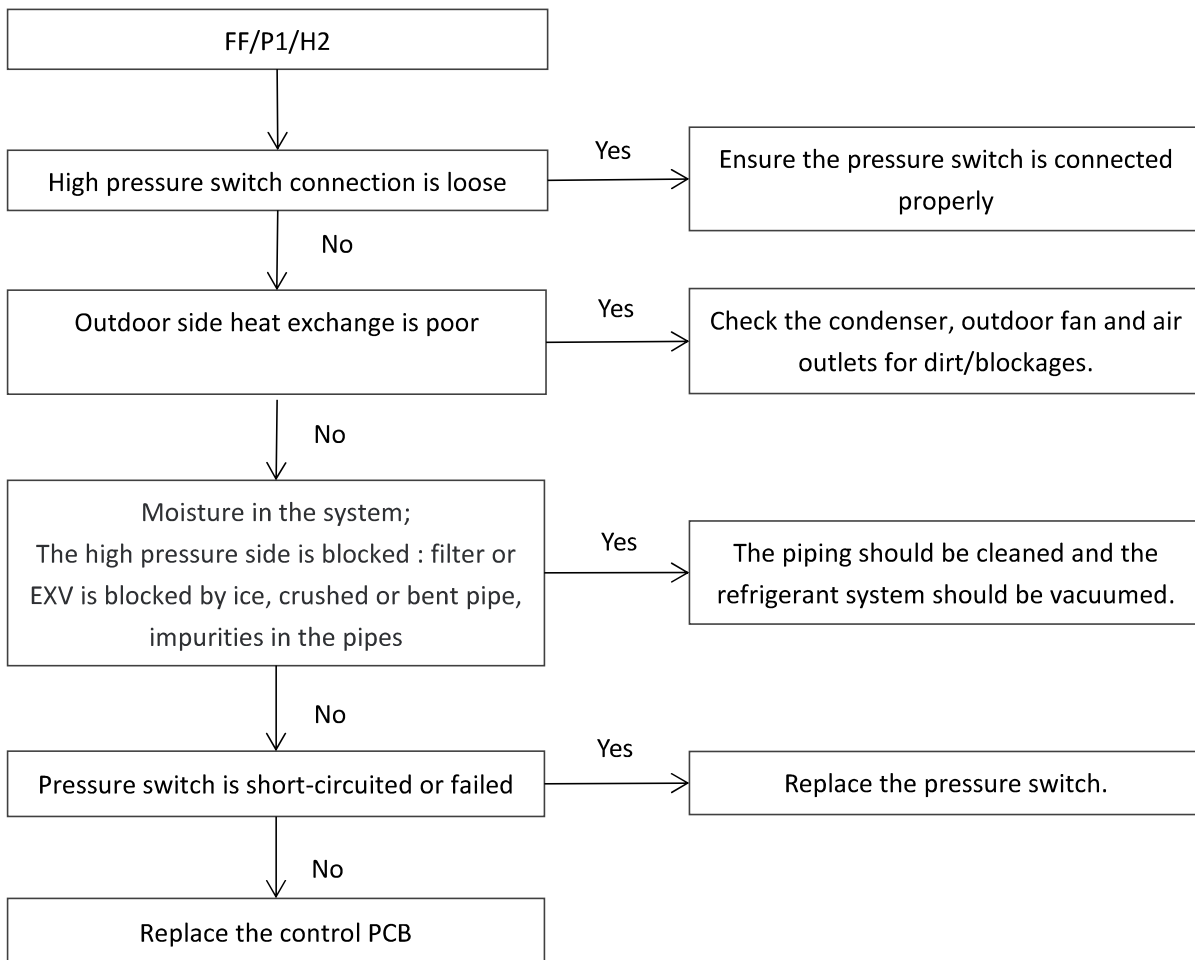 FF/P1/H2
Yes
High pressure switch connection is loose
Ensure the pressure switch is connected
properly
No
Outdoor side heat exchange is poor
Yes
Check the condenser, outdoor fan and air
outlets for dirt/blockages.
No
Moisture in the system;
The high pressure side is blocked : filter or
EXV is blocked by ice, crushed or bent pipe,
impurities in the pipes
Yes
The piping should be cleaned and the
refrigerant system should be vacuumed.
No
Pressure switch is short-circuited or failed
Yes
Replace the pressure switch.
No
Replace the control PCB